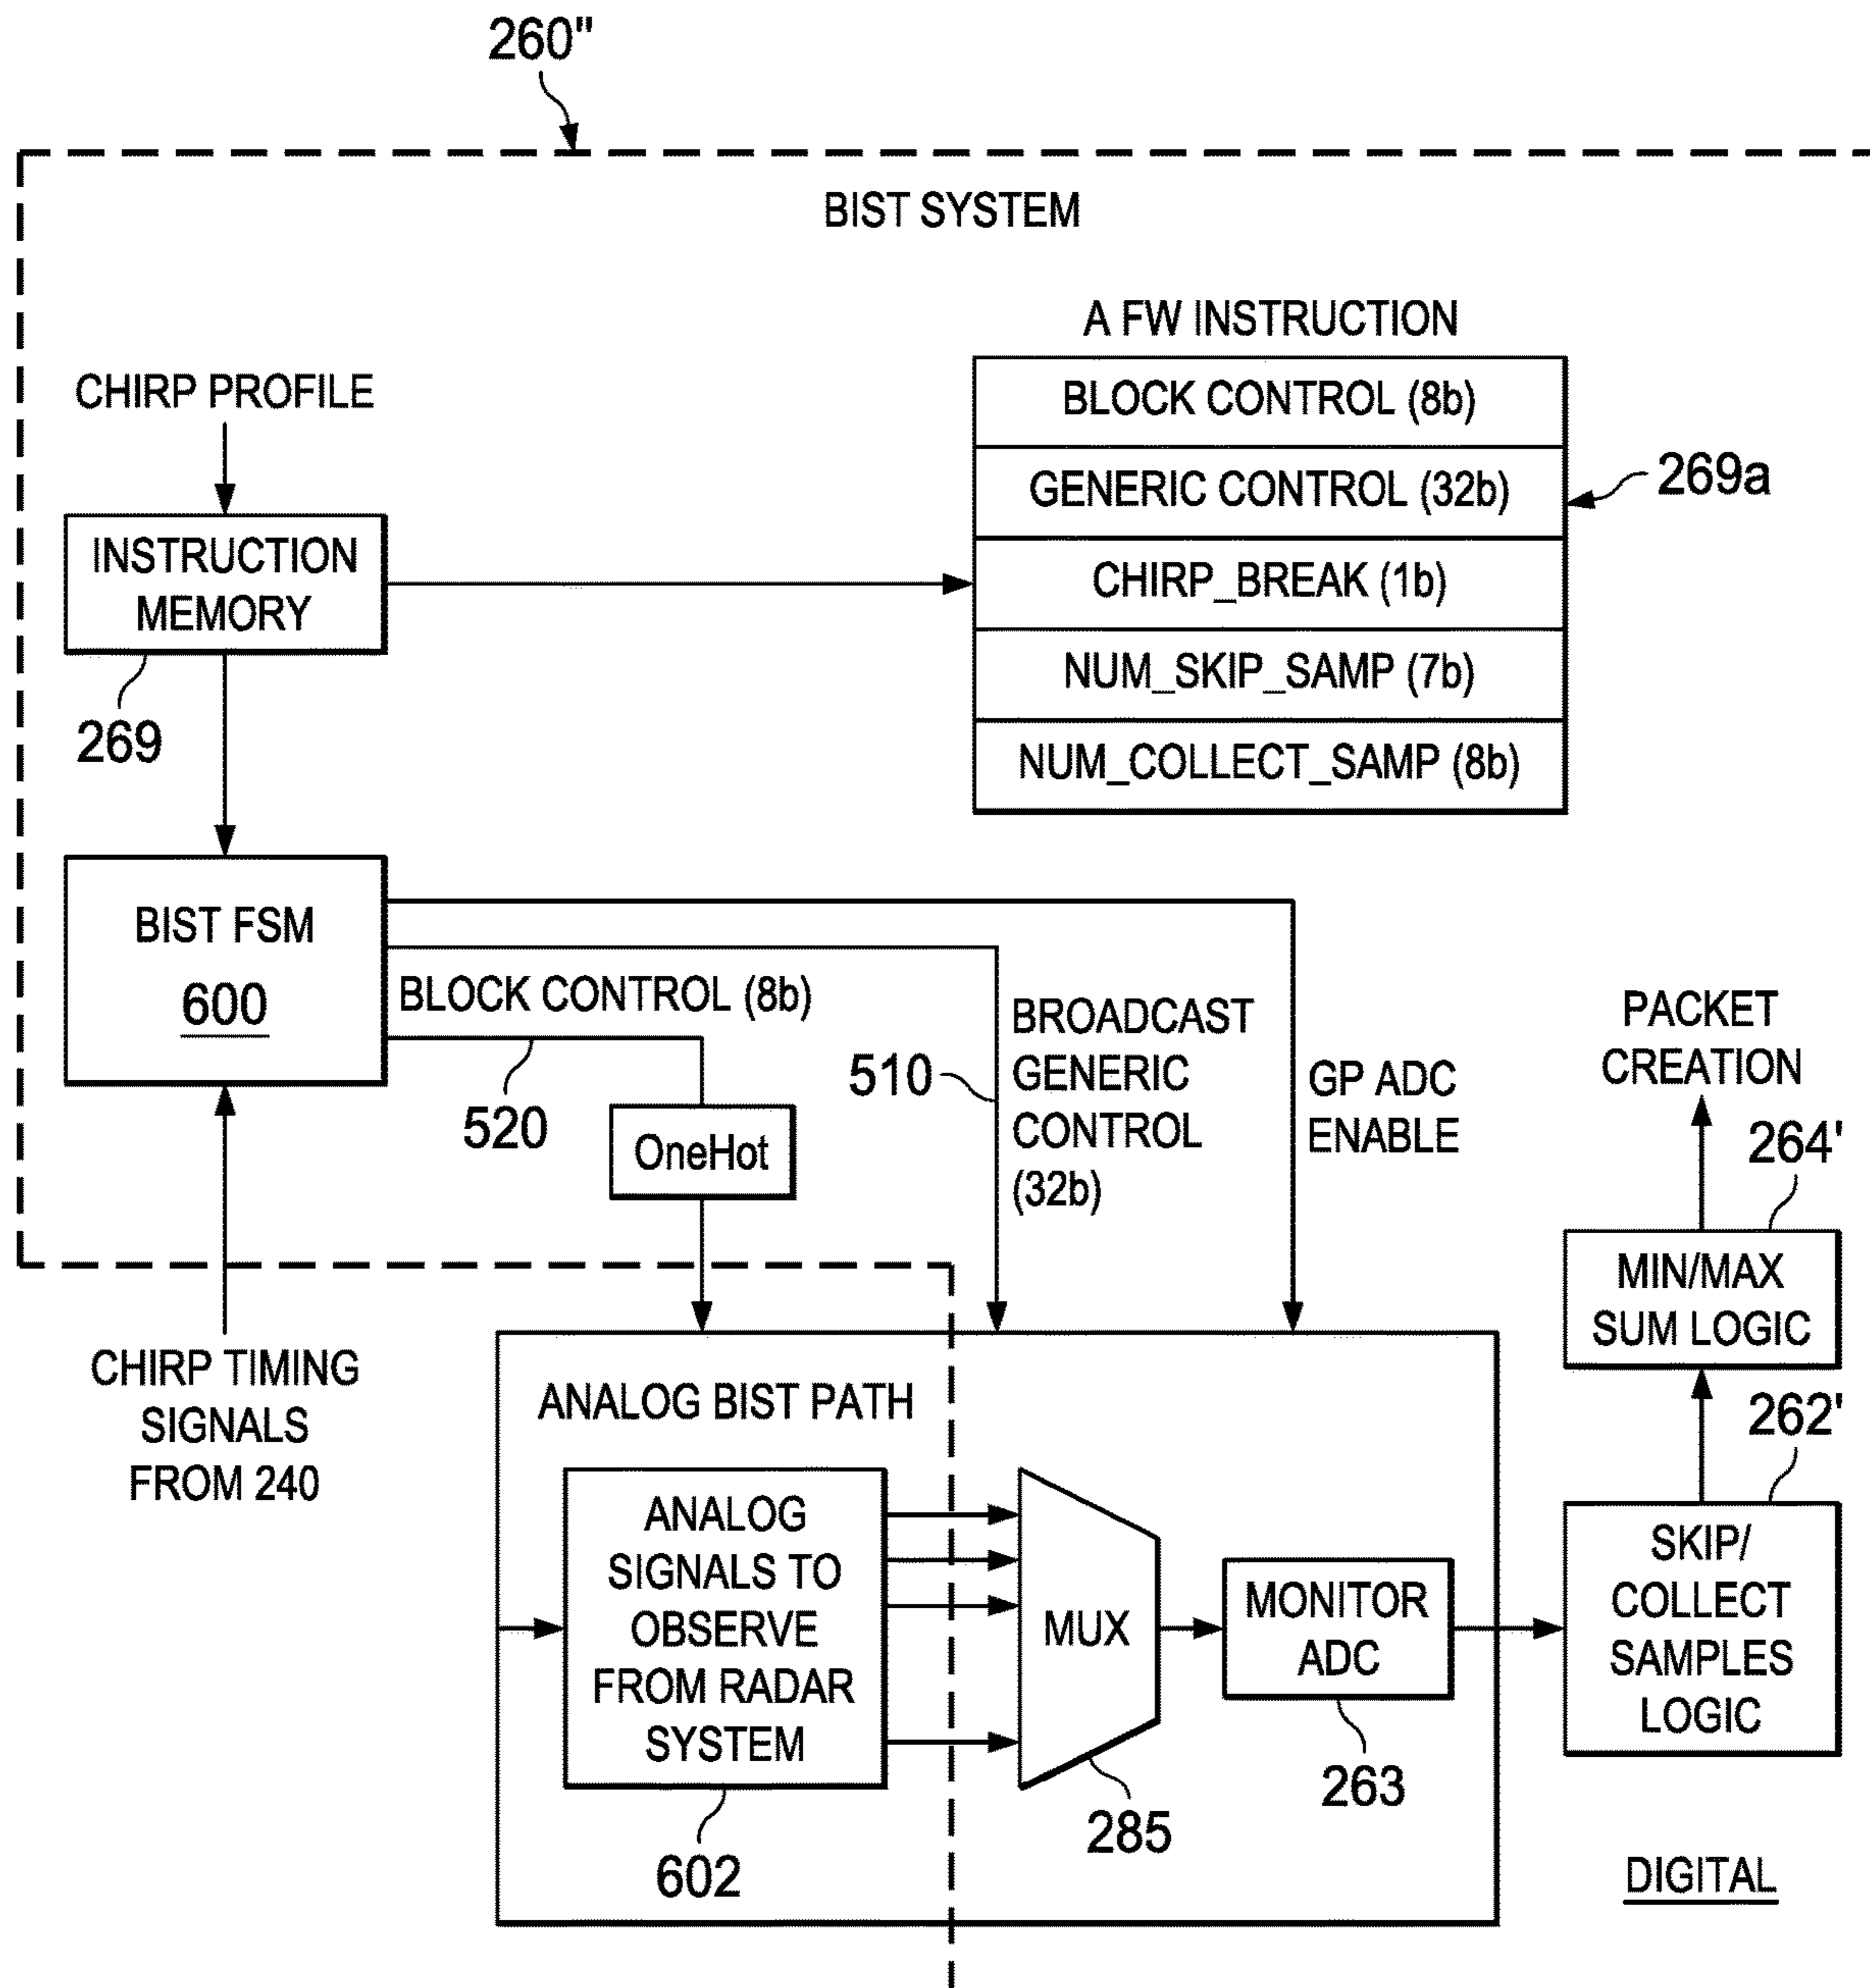 260"
BIST SYSTEM
A FW INSTRUCTION
BLOCK CONTROL (8b)
GENERIC CONTROL (32b)
CHIRP_BREAK (1b)
NUM_SKIP_SAMP (7b)
NUM_COLLECT_SAMP (8b)
269a
CHIRP PROFILE
INSTRUCTION
MEMORY
269
BIST FSM
600
BLOCK CONTROL (8b)
520
OneHot
510
BROADCAST
GENERIC
CONTROL
(32b)
GP ADC
ENABLE
PACKET
CREATION
264'
MIN/MAX
SUM LOGIC
262'
SKIP/
COLLECT
SAMPLES
LOGIC
CHIRP TIMING
SIGNALS
FROM 240
ANALOG BIST PATH
ANALOG
SIGNALS TO
OBSERVE
FROM RADAR
SYSTEM
602
MUX
285
MONITOR
ADC
263
DIGITAL